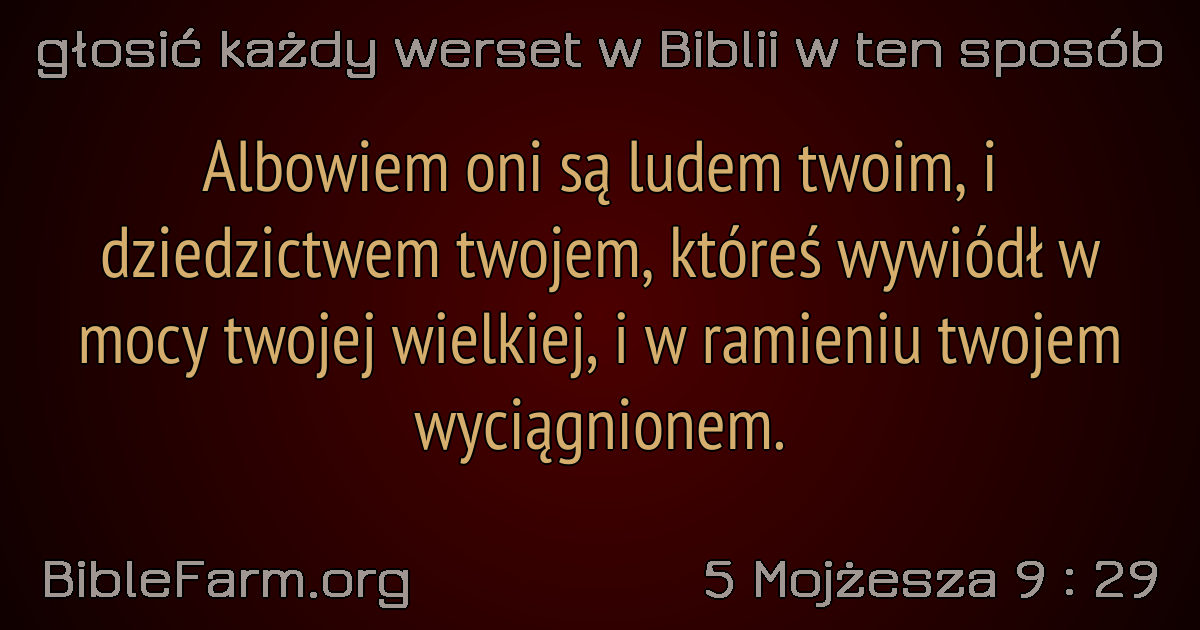 głosić każdy werset w Biblii w ten sposób
Albowiem oni są ludem twoim, i
dziedzictwem twojem, któreś wywiódł w
mocy twojej wielkiej, i w ramieniu twojem
wyciągnionem.
BibleFarm.org
5 Mojżesza 9 : 29